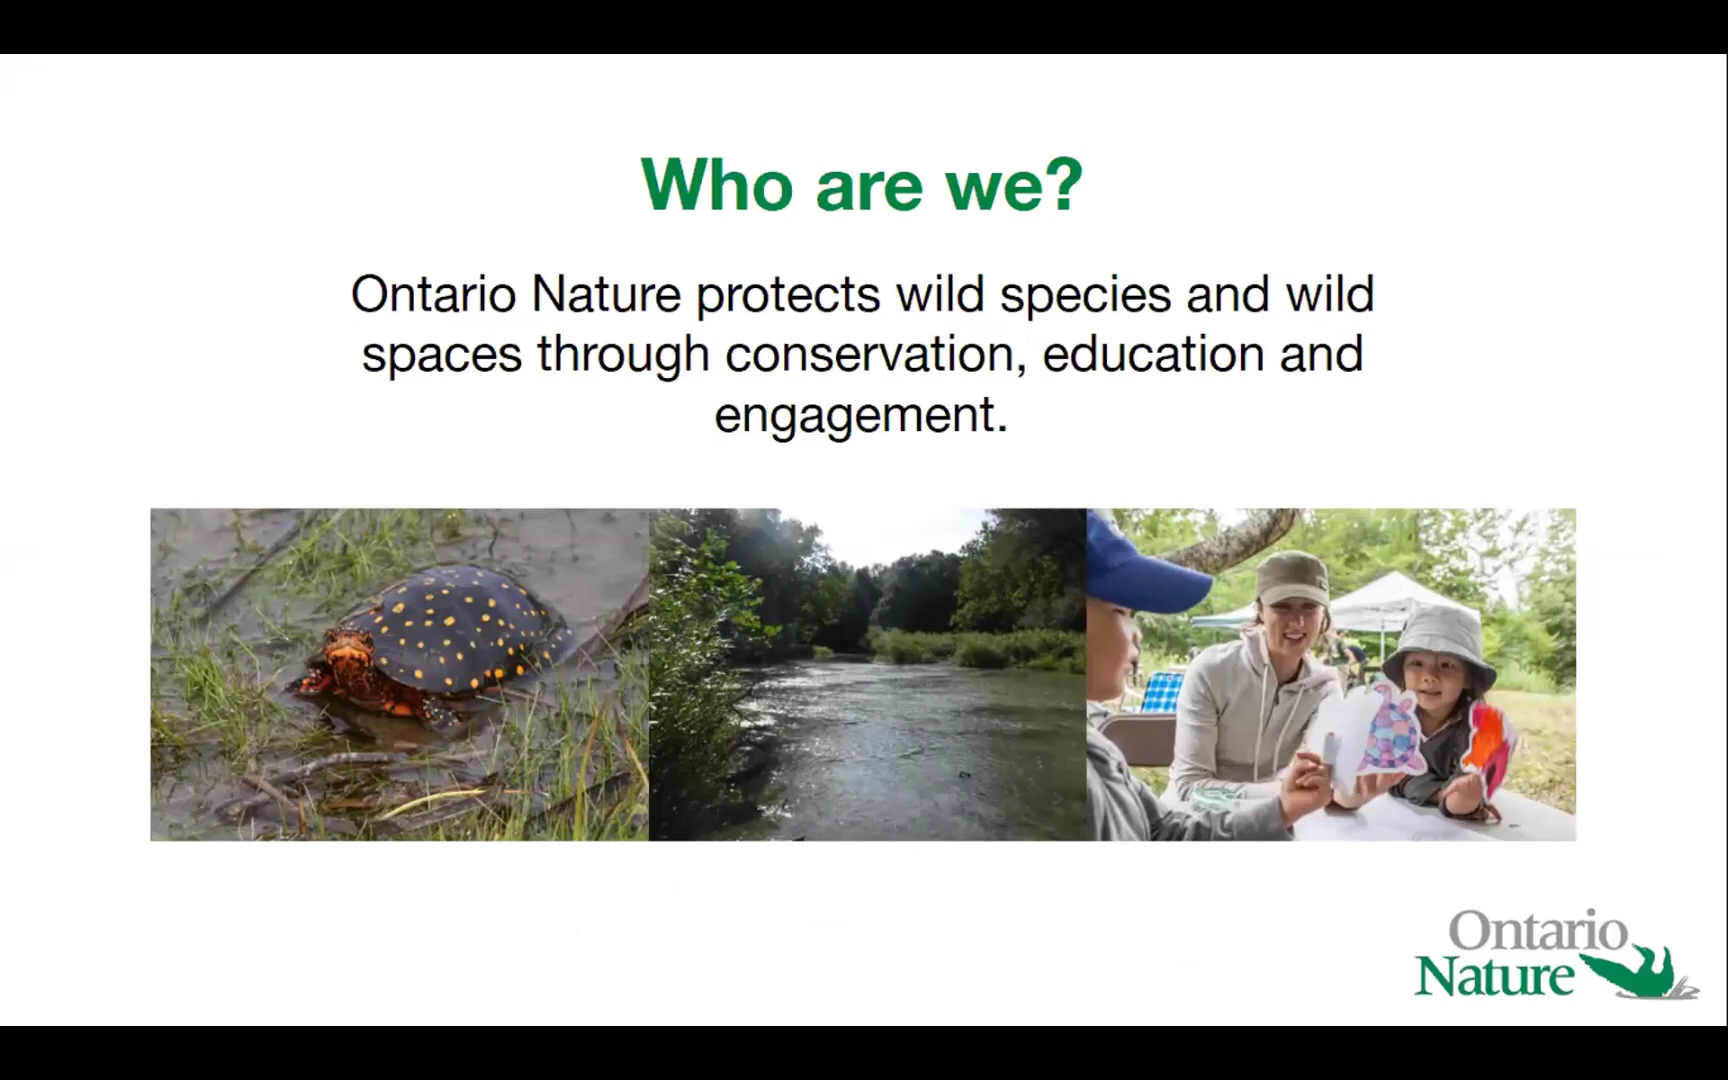 Who are we?
Ontario Nature protects wild species and wild
spaces through conservation, education and
engagement.
Ontario
Nature